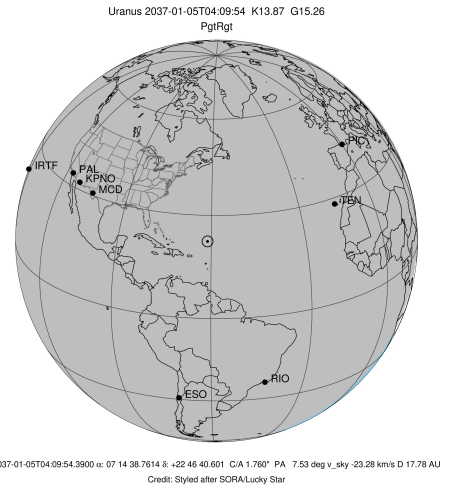 Uranus 2037-01-05T04:09:54 K13.87 G15.26
PgtRgt
PIC
IRTF
PAL
KPNO
MCD
TEN
RIO
ESO
037-01-05T04:09:54.3900 α: 07 14 38.7614 δ: +22 46 40.601 C/A 1.760" PA 7.53 deg v_sky -23.28 km/s D 17.78 AU
Credit: Styled after SORA/Lucky Star